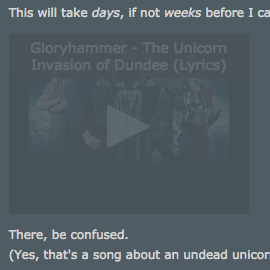 This will take days, if not weeks before I ca
Gloryhammer - The Unicorn
Invasion of Dundee (Lyrics)
There, be confused.
(Yes, that's a song about an undead unicor